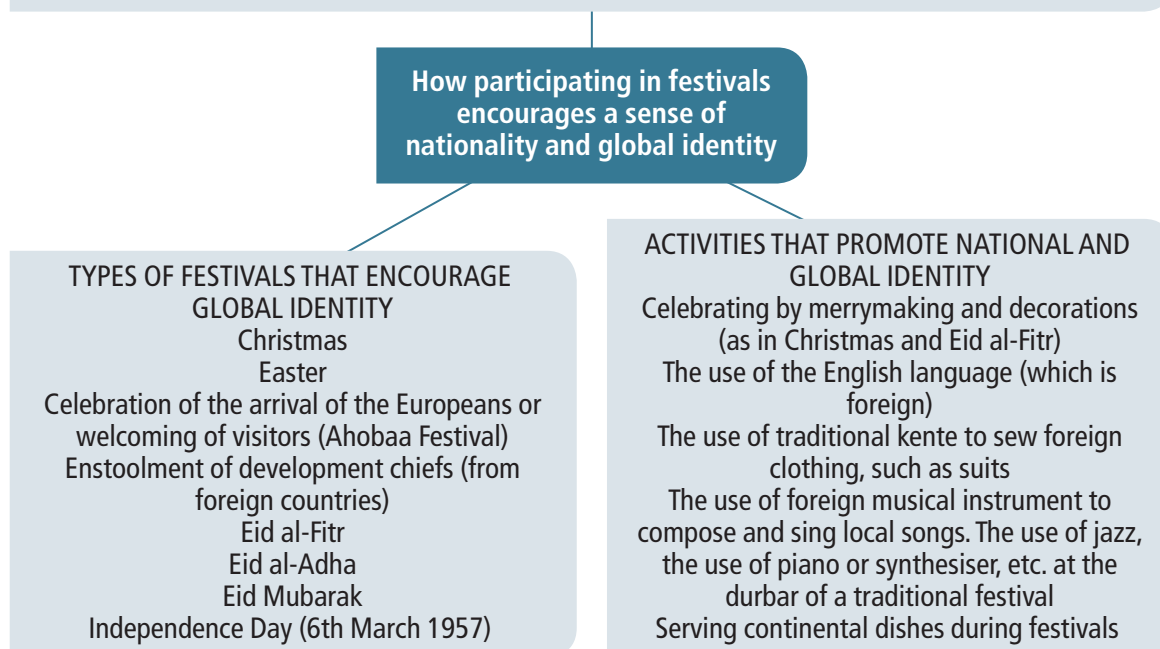 How participating in festivals
encourages a sense of
nationality and global identity
TYPES OF FESTIVALS THAT ENCOURAGE
GLOBAL IDENTITY
Christmas
Easter
Celebration of the arrival of the Europeans or
welcoming of visitors (Ahobaa Festival)
Enstoolment of development chiefs (from
foreign countries)
Eid al-Fitr
Eid al-Adha
Eid Mubarak
Independence Day (6th March 1957)
ACTIVITIES THAT PROMOTE NATIONAL AND
GLOBAL IDENTITY
Celebrating by merrymaking and decorations
(as in Christmas and Eid al-Fitr)
The use of the English language (which is
foreign)
The use of traditional kente to sew foreign
clothing, such as suits
The use of foreign musical instrument to
compose and sing local songs. The use of jazz,
the use of piano or synthesiser, etc. at the
durbar of a traditional festival
Serving continental dishes during festivals